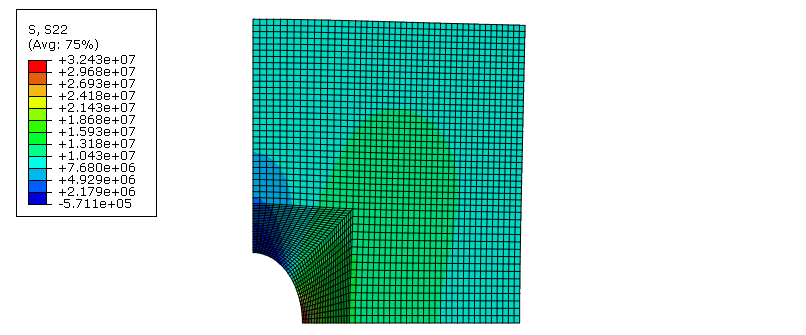 S, S22
(Avg: 75%)
+3.243e+07
+2.968e+07
+2.693e+07
+2.418e+07
+2.143e+07
+1.868e+07
+1.593e+07
+1.318e+07
+1.043e+07
+7.680e+06
+4.929e+06
+2.179e+06
-5.711e+05